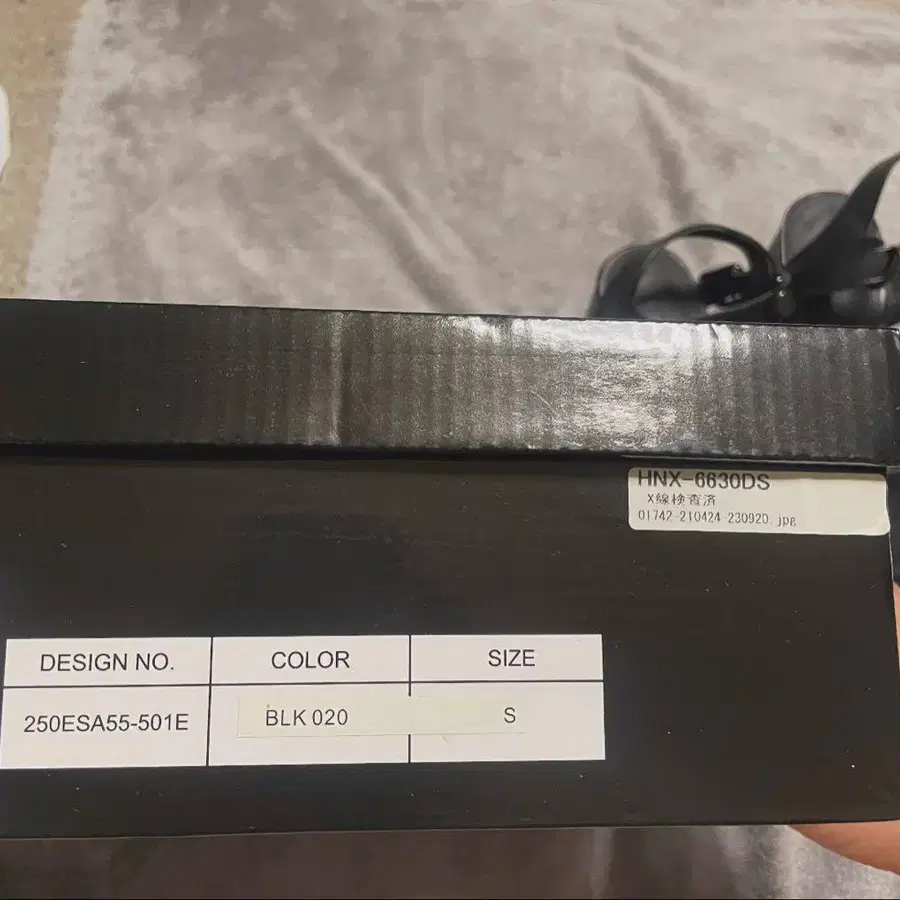 HNX-6630DS
X線検査済
01742-210424-230920.jpg
DESIGN NO. COLOR SIZE
250ESA55-501E BLK 020 S